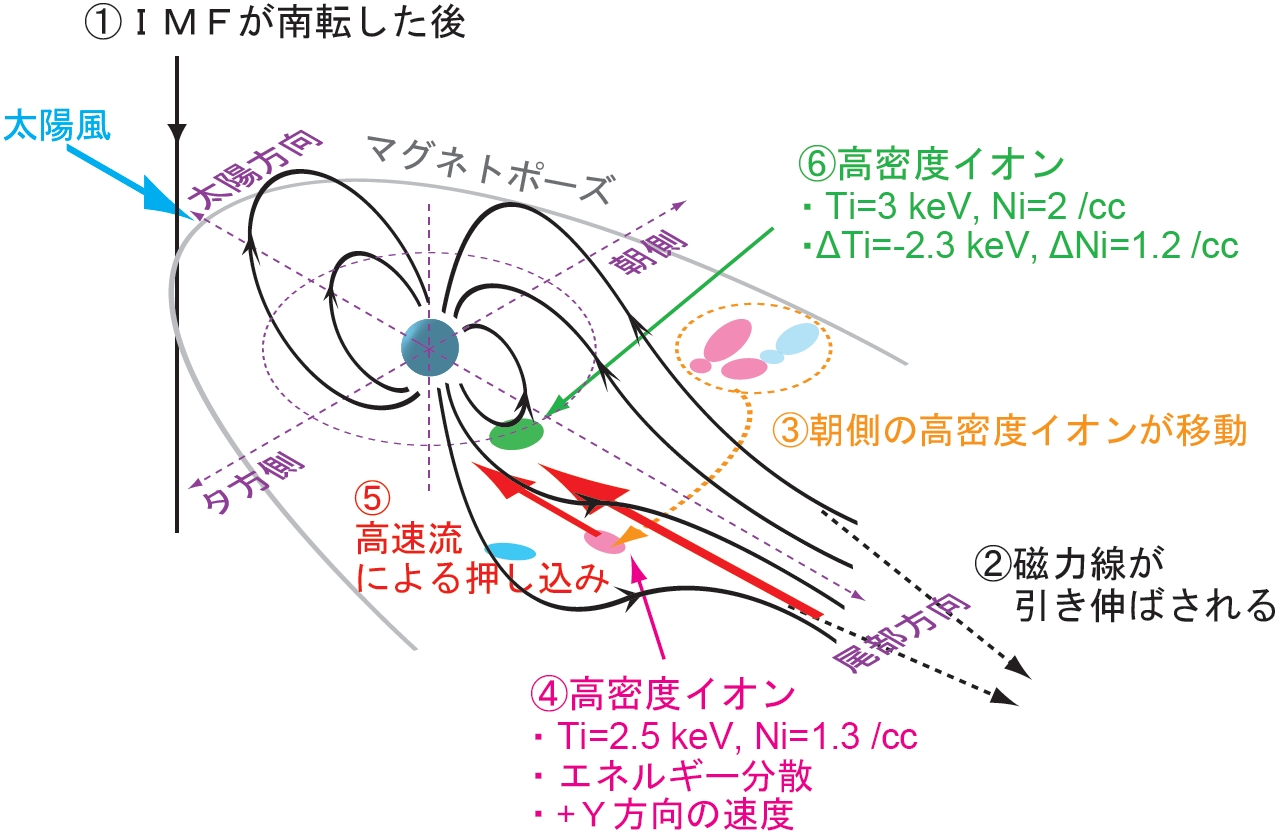 ①ＩＭＦが南転した後
太陽風
太陽方向
マグネトポーズ
朝側
⑥高密度イオン
・Ti=3 keV, Ni=2 /cc
・ΔTi=-2.3 keV, ΔNi=1.2 /cc
③朝側の高密度イオンが移動
夕方側
⑤
高速流
による押し込み
②磁力線が
引き伸ばされる
尾部方向
④高密度イオン
・Ti=2.5 keV, Ni=1.3 /cc
・エネルギー分散
・+Ｙ方向の速度